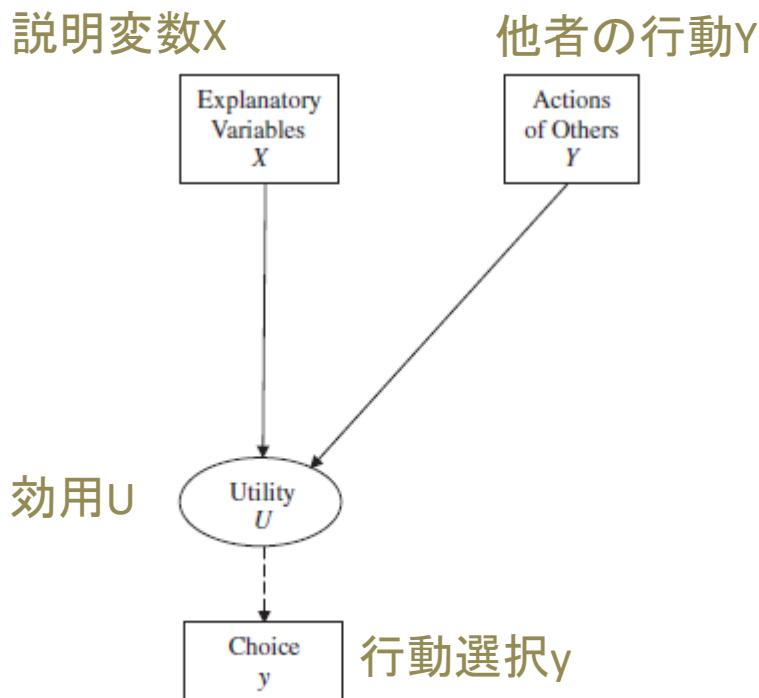 説明変数X
他者の行動Y
Explanatory
Variables
X
Actions
of Others
Y
効用U
Utility
U
Choice
y
行動選択y